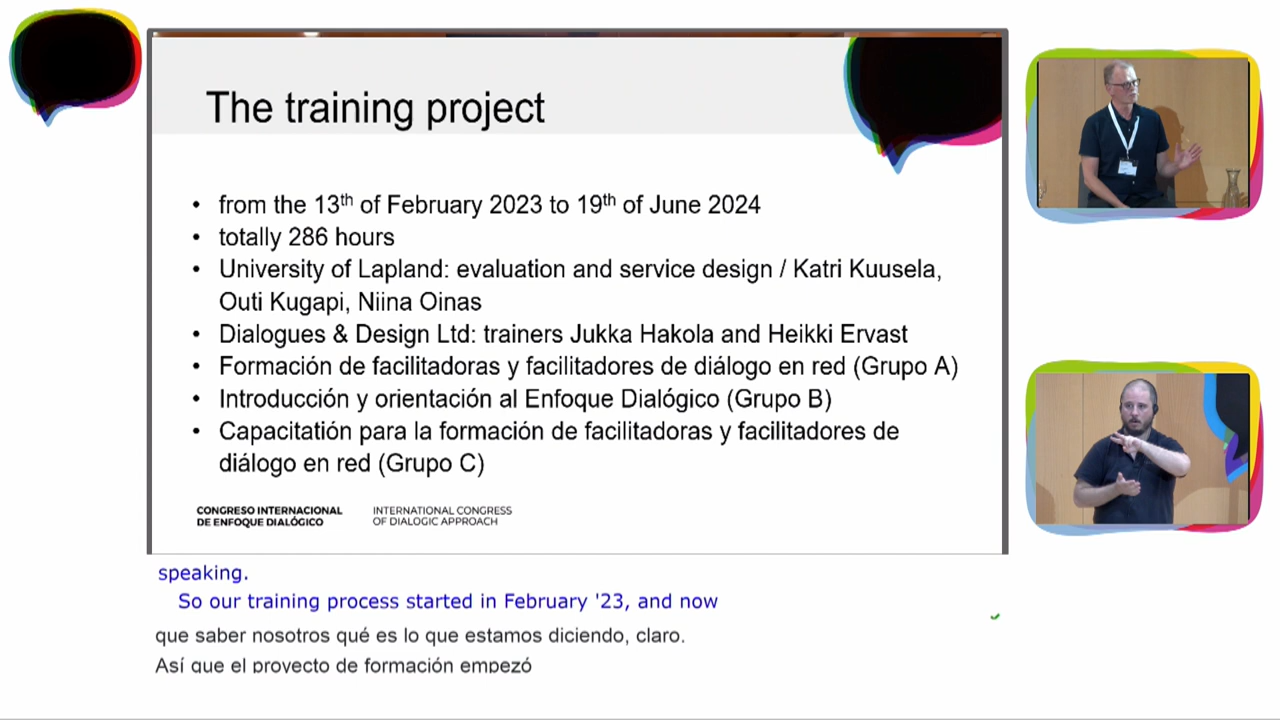 The training project
• from the 13th of February 2023 to 19th of June 2024
• totally 286 hours
• University of Lapland: evaluation and service design / Katri Kuusela,
Outi Kugapi, Niina Oinas
• Dialogues & Design Ltd: trainers Jukka Hakola and Heikki Ervast
• Formación de facilitadoras y facilitadores de diálogo en red (Grupo A)
• Introducción y orientación al Enfoque Dialógico (Grupo B)
• Capacitatión para la formación de facilitadoras y facilitadores de
diálogo en red (Grupo C)
CONGRESO INTERNACIONAL
DE ENFOQUE DIALÓGICO
INTERNATIONAL CONGRESS
OF DIALOGIC APPROACH
speaking.
So our training process started in February '23, and now
que saber nosotros qué es lo que estamos diciendo, claro.
Así que el proyecto de formación empezó